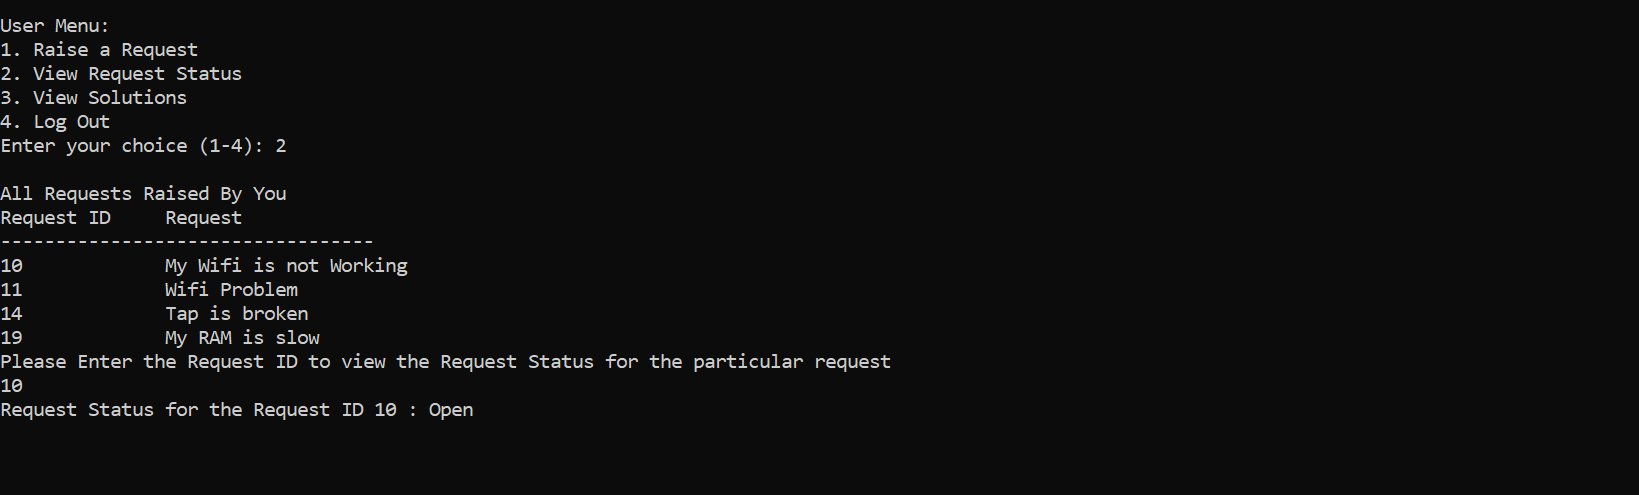 User Menu:
1. Raise a Request
2. View Request Status
3. View Solutions
4. Log Out
Enter your choice (1-4): 2
All Requests Raised By You
Request ID     Request
----------------------------------
10             My Wifi is not Working
11             Wifi Problem
14             Tap is broken
19             My RAM is slow
Please Enter the Request ID to view the Request Status for the particular request
10
Request Status for the Request ID 10 : Open